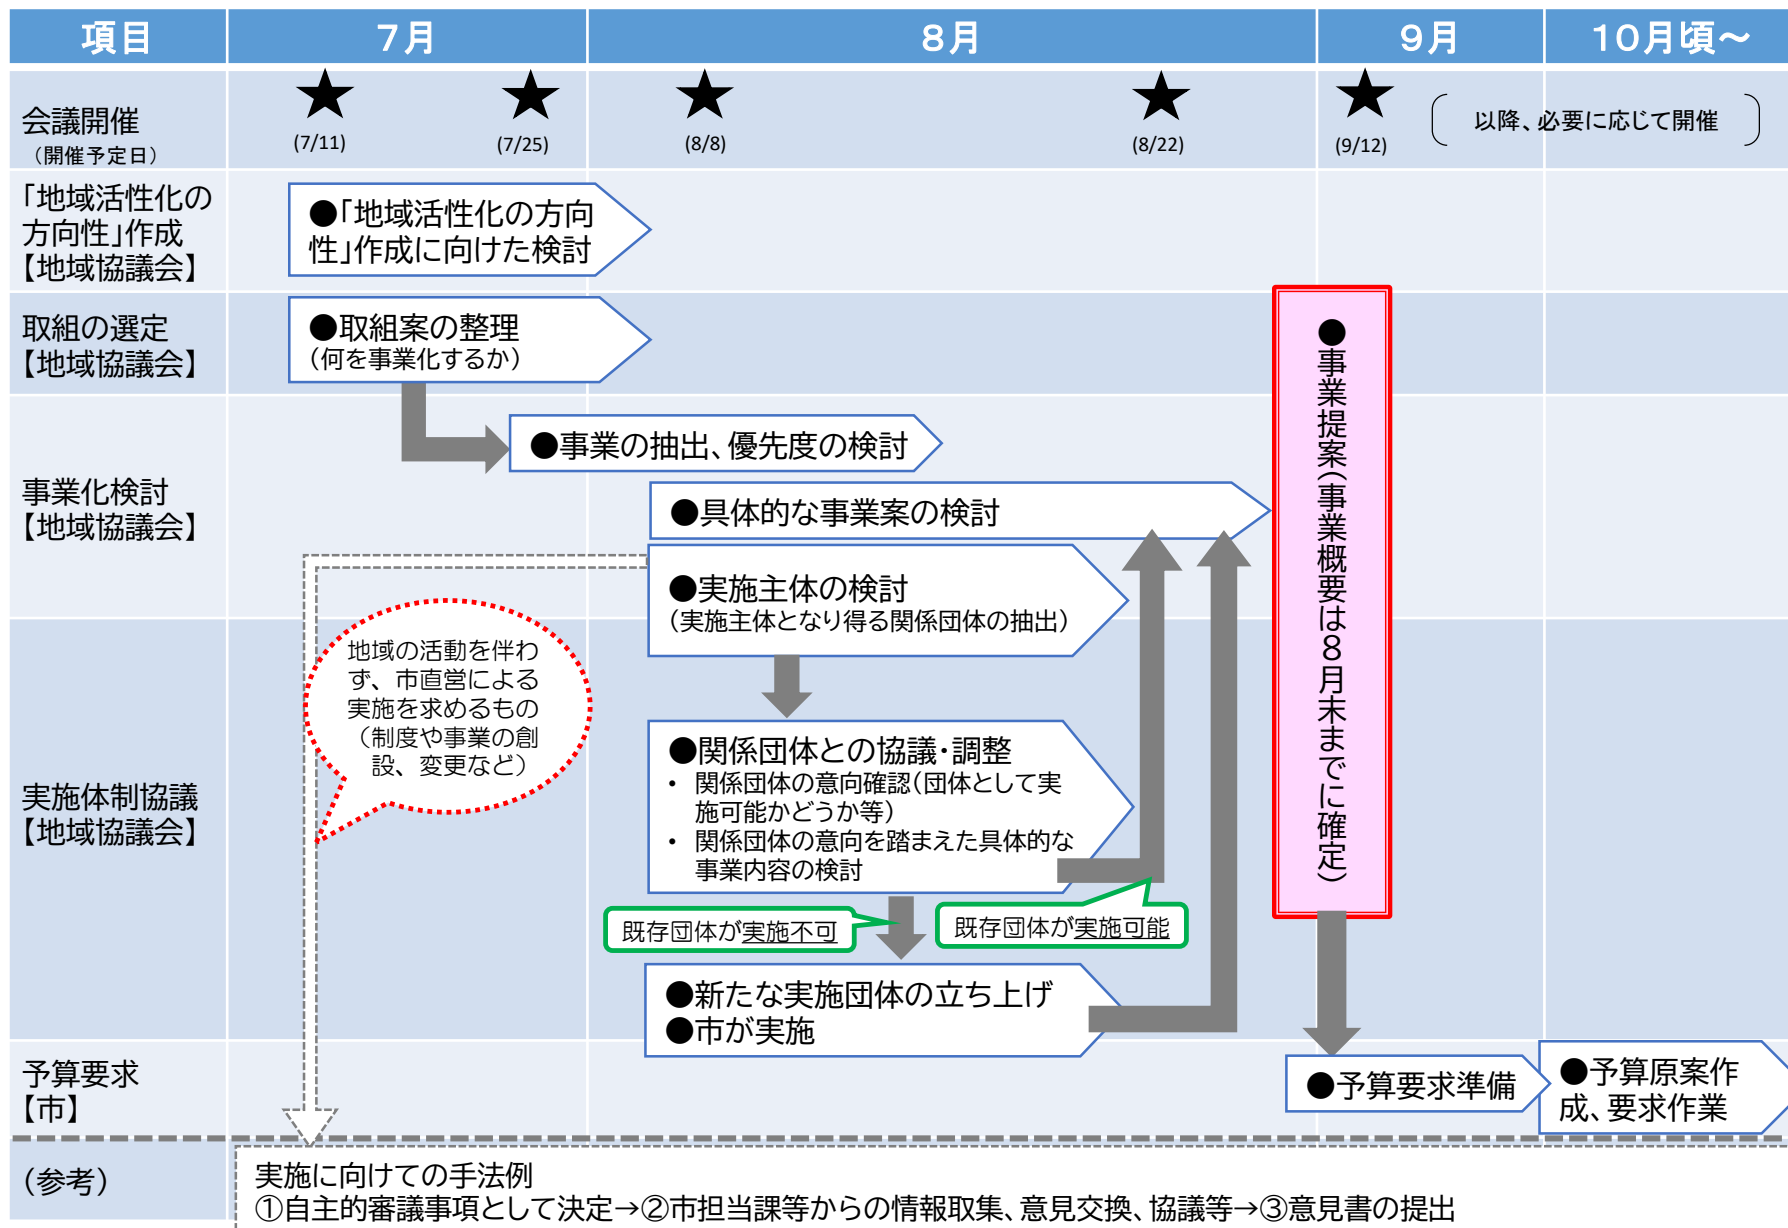 項目
7月
8月
9月
10月頃～
会議開催
（開催予定日）
(7/11)
(7/25)
(8/8)
(8/22)
(9/12)
以降、必要に応じて開催
「地域活性化の
方向性」作成
【地域協議会】
●「地域活性化の方向
性」作成に向けた検討
取組の選定
【地域協議会】
●取組案の整理
（何を事業化するか）
事業化検討
【地域協議会】
●事業の抽出、優先度の検討
●具体的な事業案の検討
●実施主体の検討
（実施主体となり得る関係団体の抽出）
●事業提案（事業概要は8月末までに確定）
地域の活動を伴わ
ず、市直営による
実施を求めるもの
（制度や事業の創
設、変更など）
実施体制協議
【地域協議会】
●関係団体との協議・調整
• 関係団体の意向確認（団体として実
施可能かどうか等）
• 関係団体の意向を踏まえた具体的な
事業内容の検討
既存団体が実施不可
既存団体が実施可能
●新たな実施団体の立ち上げ
●市が実施
予算要求
【市】
●予算要求準備
●予算原案作
成、要求作業
（参考）
実施に向けての手法例
①自主的審議事項として決定→②市担当課等からの情報取集、意見交換、協議等→③意見書の提出